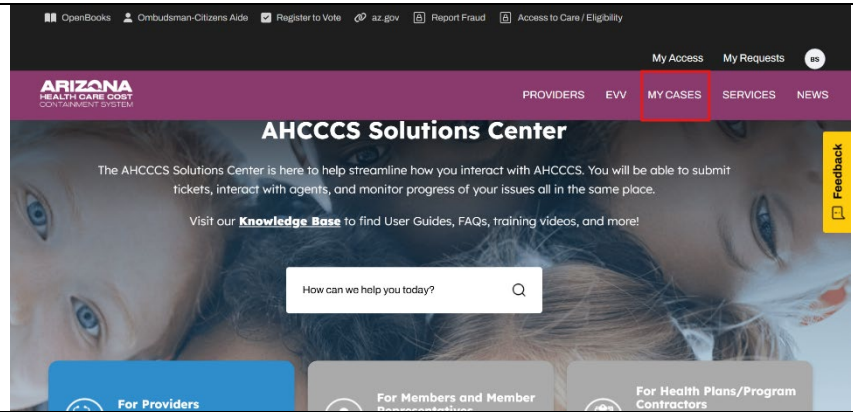 OpenBooks Ombudsman-Citizens Aide Register to Vote az.gov Report Fraud Access to Care / Eligibility
My Access My Requests BS
ARIZONA
HEALTH CARE COST
CONTAINMENT SYSTEM
PROVIDERS EVV MY CASES SERVICES NEWS
AHCCCS Solutions Center
The AHCCCS Solutions Center is here to help streamline how you interact with AHCCCS. You will be able to submit
tickets, interact with agents, and monitor progress of your issues all in the same place.
Visit our Knowledge Base to find User Guides, FAQs, training videos, and more!
Feedback
How can we help you today?
For Providers
For Members and Member
Representatives
For Health Plans/Program
Contractors